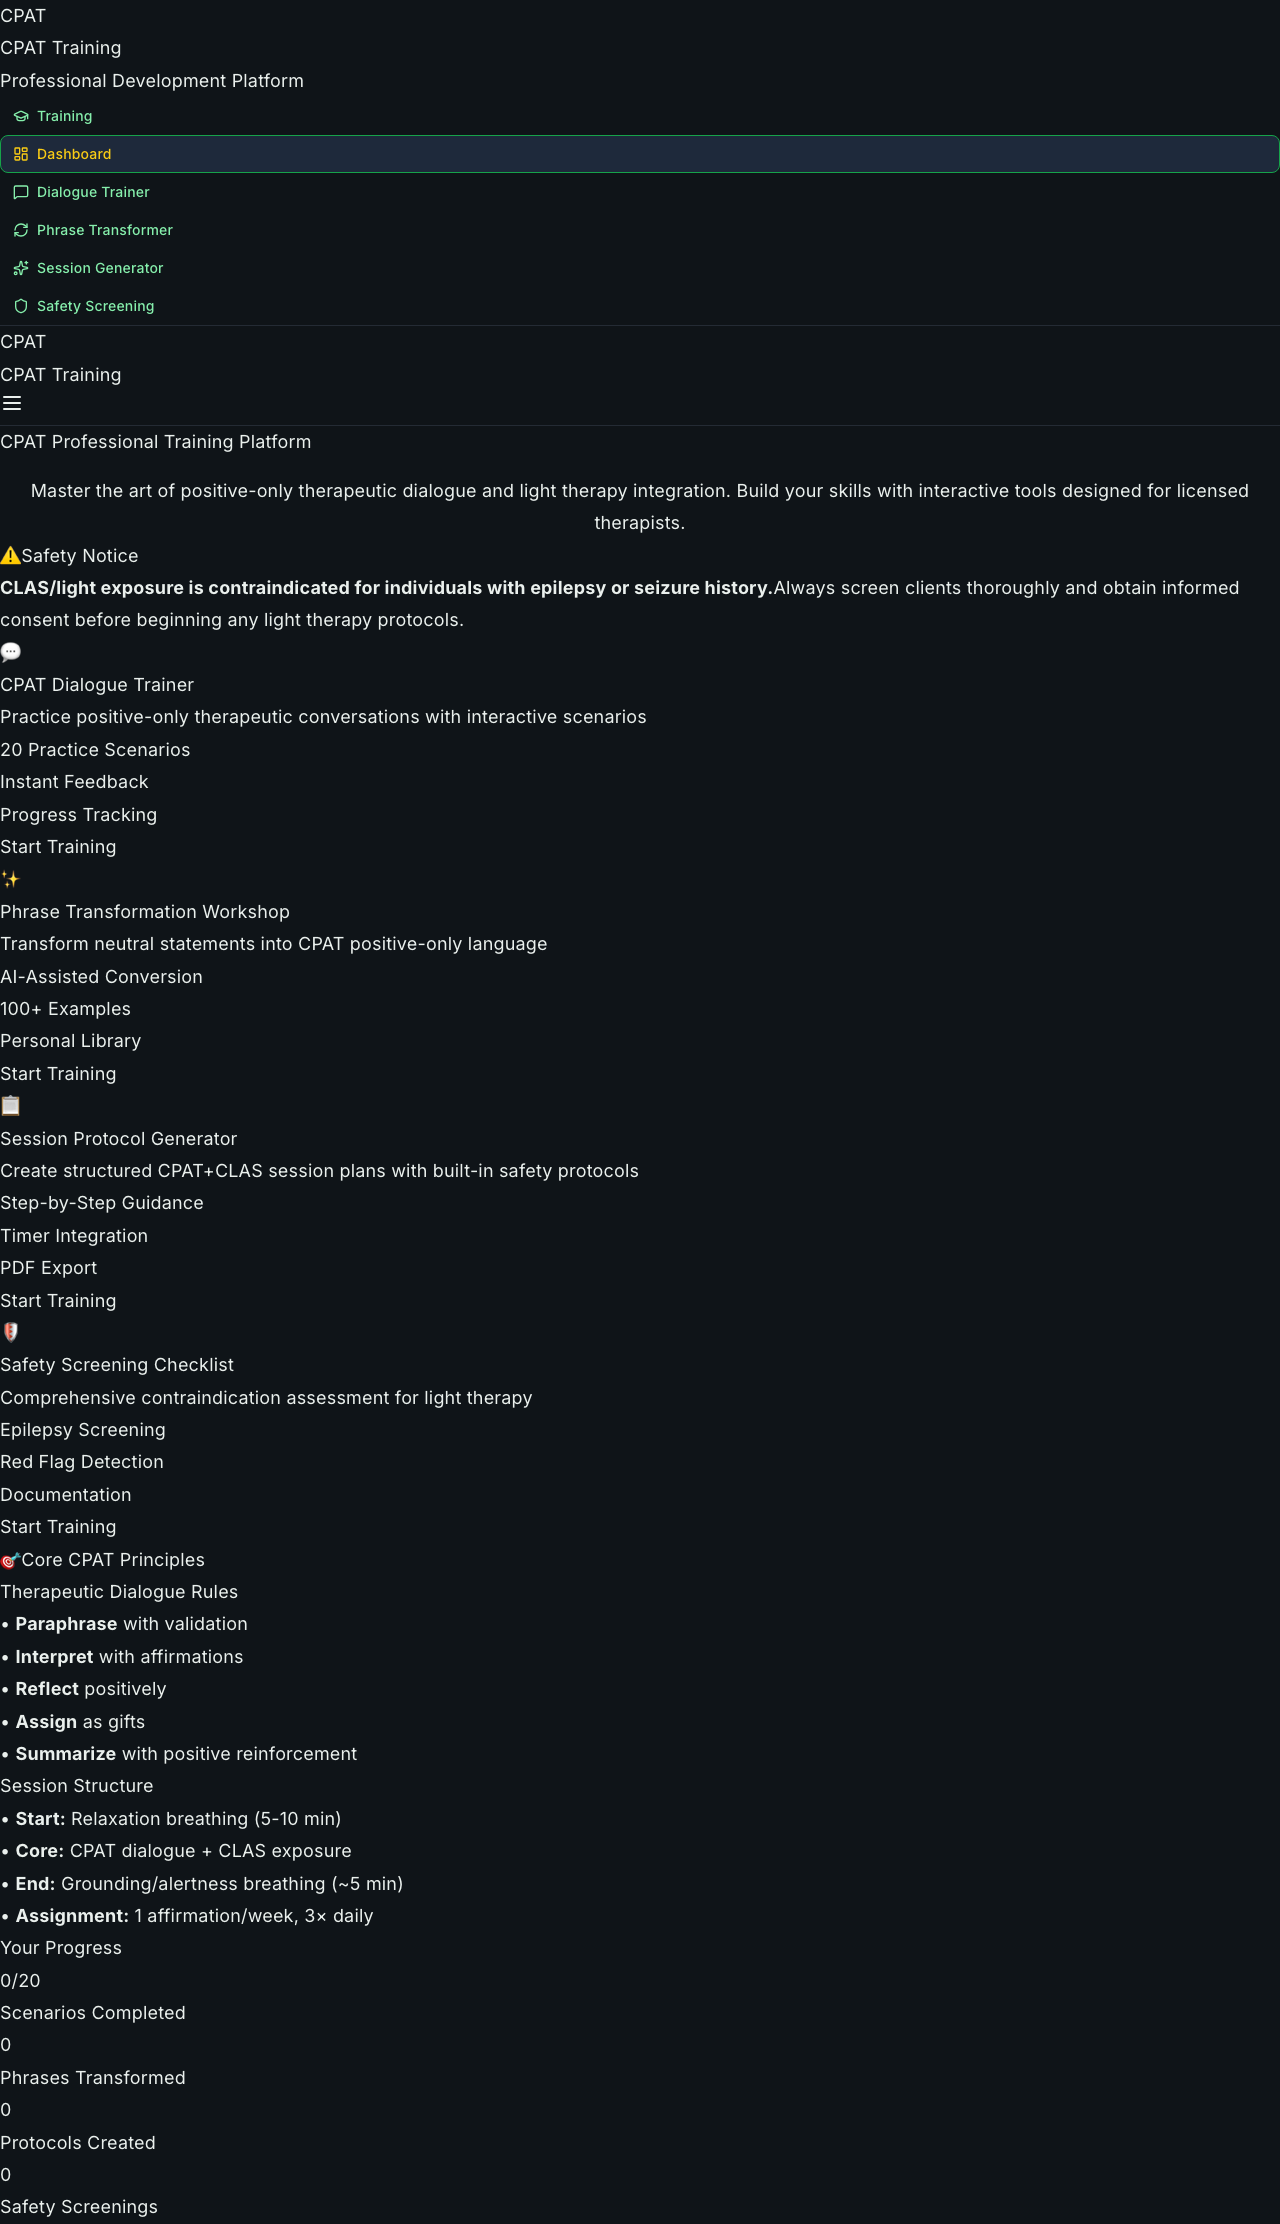 CPAT
CPAT Training
Professional Development Platform
Training
Dashboard
Dialogue Trainer
Phrase Transformer
Session Generator
Safety Screening
CPAT
CPAT Training
CPAT Professional Training Platform
Master the art of positive-only therapeutic dialogue and light therapy integration. Build your skills with interactive tools designed for licensed
therapists.
⚠️Safety Notice
CLAS/light exposure is contraindicated for individuals with epilepsy or seizure history.Always screen clients thoroughly and obtain informed
consent before beginning any light therapy protocols.
💬
CPAT Dialogue Trainer
Practice positive-only therapeutic conversations with interactive scenarios
20 Practice Scenarios
Instant Feedback
Progress Tracking
Start Training
✨
Phrase Transformation Workshop
Transform neutral statements into CPAT positive-only language
AI-Assisted Conversion
100+ Examples
Personal Library
Start Training
📋
Session Protocol Generator
Create structured CPAT+CLAS session plans with built-in safety protocols
Step-by-Step Guidance
Timer Integration
PDF Export
Start Training
🛡️
Safety Screening Checklist
Comprehensive contraindication assessment for light therapy
Epilepsy Screening
Red Flag Detection
Documentation
Start Training
🎯Core CPAT Principles
Therapeutic Dialogue Rules
• Paraphrase with validation
• Interpret with affirmations
• Reflect positively
• Assign as gifts
• Summarize with positive reinforcement
Session Structure
• Start: Relaxation breathing (5-10 min)
• Core: CPAT dialogue + CLAS exposure
• End: Grounding/alertness breathing (~5 min)
• Assignment: 1 affirmation/week, 3× daily
Your Progress
0/20
Scenarios Completed
0
Phrases Transformed
0
Protocols Created
0
Safety Screenings